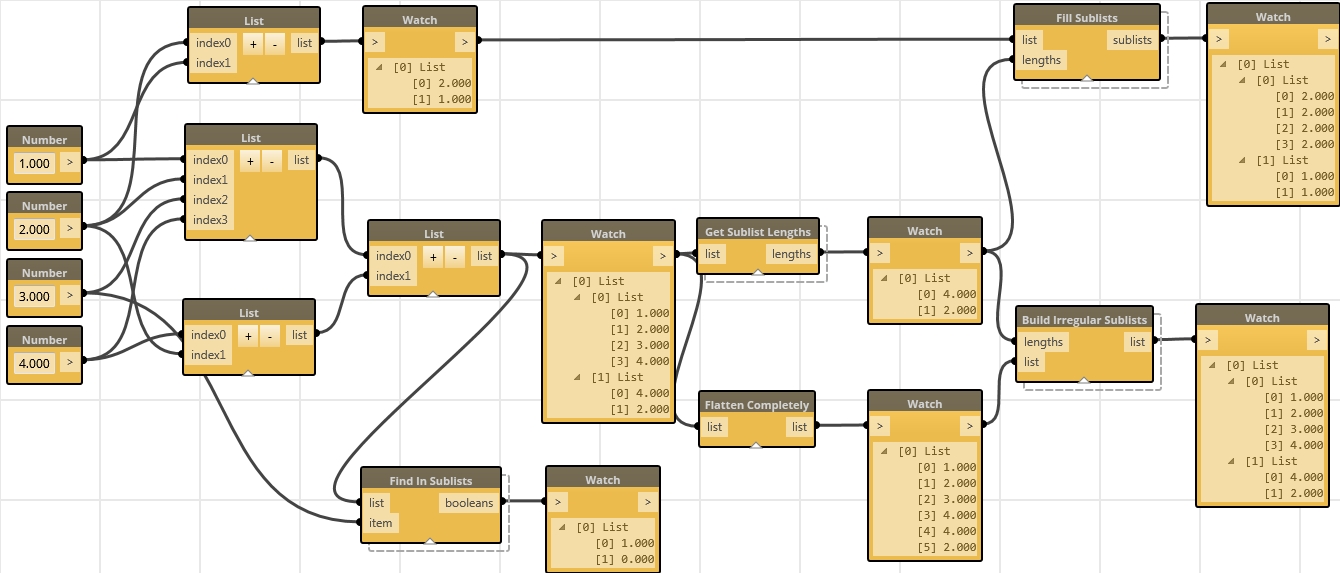 List
index0 + - list
index1
Watch
> >
[0] List
[0] 2.000
[1] 1.000
Fill Sublists
list sublists
lengths
Watch
> >
[0] List
[0] List
[0] 2.000
[1] 2.000
[2] 2.000
[3] 2.000
[1] List
[0] 1.000
[1] 1.000
Number
1.000 >
Number
2.000 >
Number
3.000 >
Number
4.000 >
List
index0 + - list
index1
index2
index3
List
index0 + - list
index1
List
index0 + - list
index1
Watch
> >
[0] List
[0] List
[0] 1.000
[1] 2.000
[2] 3.000
[3] 4.000
[1] List
[0] 4.000
[1] 2.000
Get Sublist Lengths
list lengths
Watch
> >
[0] List
[0] 4.000
[1] 2.000
Build Irregular Sublists
lengths list
list
Watch
> >
[0] List
[0] List
[0] 1.000
[1] 2.000
[2] 3.000
[3] 4.000
[1] List
[0] 4.000
[1] 2.000
Flatten Completely
list list
Watch
> >
[0] List
[0] 1.000
[1] 2.000
[2] 3.000
[3] 4.000
[4] 4.000
[5] 2.000
Find In Sublists
list booleans
item
Watch
> >
[0] List
[0] 1.000
[1] 0.000